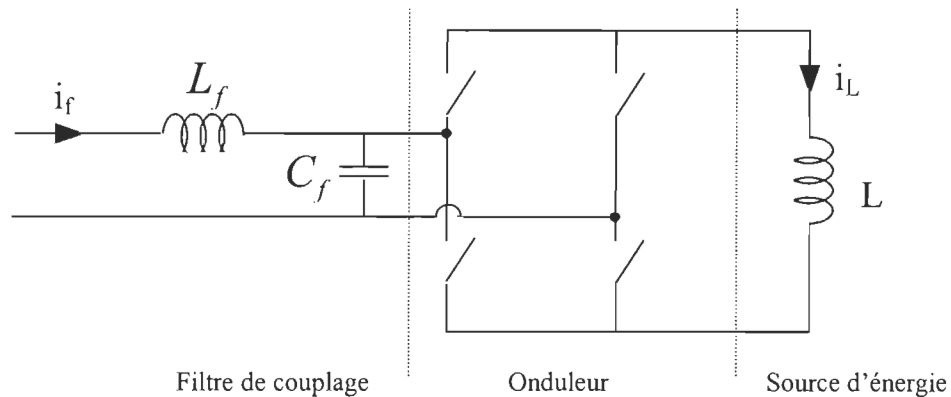 i_f
L_f
C_f
i_L
L
Filtre de couplage
Onduleur
Source d'énergie